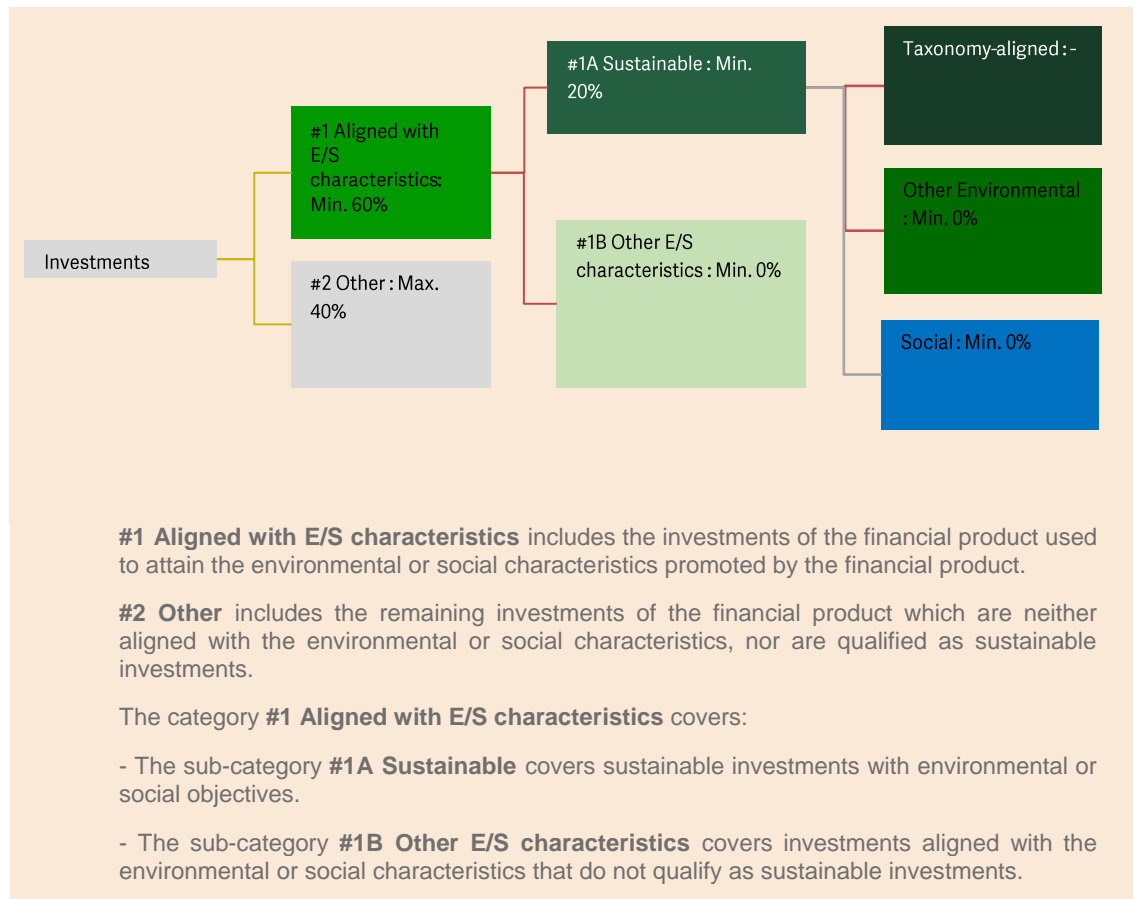 Investments
#1 Aligned with
E/S
characteristics:
Min. 60%
#2 Other : Max.
40%
#1A Sustainable : Min.
20%
#1B Other E/S
characteristics : Min. 0%
Taxonomy-aligned : -
Other Environmental
: Min. 0%
Social : Min. 0%
#1 Aligned with E/S characteristics includes the investments of the financial product used
to attain the environmental or social characteristics promoted by the financial product.
#2 Other includes the remaining investments of the financial product which are neither
aligned with the environmental or social characteristics, nor are qualified as sustainable
investments.
The category #1 Aligned with E/S characteristics covers:
- The sub-category #1A Sustainable covers sustainable investments with environmental or
social objectives.
- The sub-category #1B Other E/S characteristics covers investments aligned with the
environmental or social characteristics that do not qualify as sustainable investments.